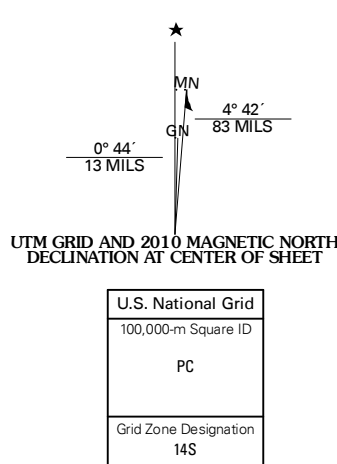 MN
4° 42´
83 MILS
GN
0° 44´
13 MILS
UTM GRID AND 2010 MAGNETIC NORTH
DECLINATION AT CENTER OF SHEET
U.S. National Grid
100,000-m Square ID
PC
Grid Zone Designation
14S